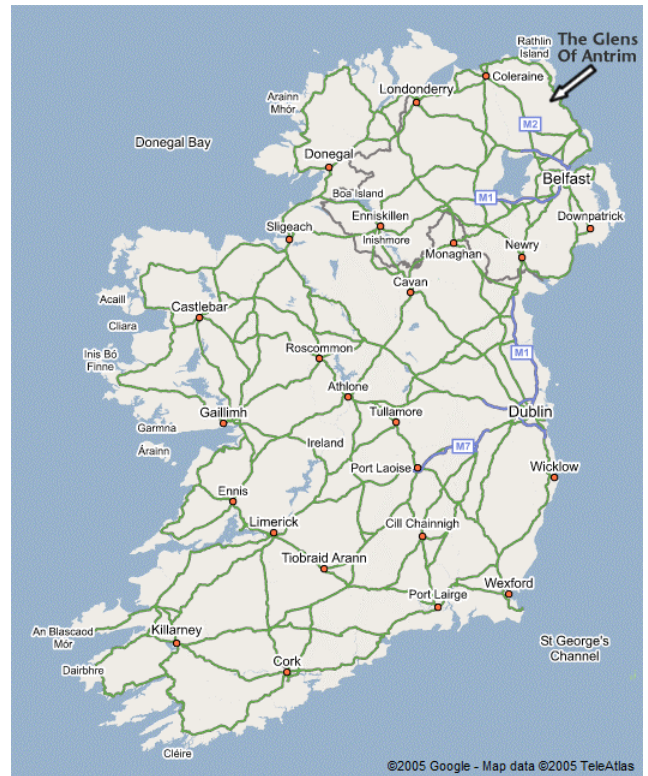 Rathlin
Island
The Glens
Of Antrim
Coleraine
Londonderry
Arainn
Mhór
M2
Donegal Bay
Donegal
Belfast
Boa Island
M1
Enniskillen
Downpatrick
Sligeach
Inishmore
Monaghan
Newry
Cavan
Acaill
Castlebar
Cliara
Roscommon
M1
Inis Bó
Finne
Athlone
Gaillimh
Tullamore
Dublin
Garmna
Ireland
Árainn
M7
Port Laoise
Wicklow
Ennis
Limerick
Cill Chainnigh
Tiobraid Arann
Wexford
Port Lairge
An Blascaod
Mór
Killarney
St George's
Channel
Dairbhre
Cork
Cléire
©2005 Google - Map data ©2005 TeleAtlas